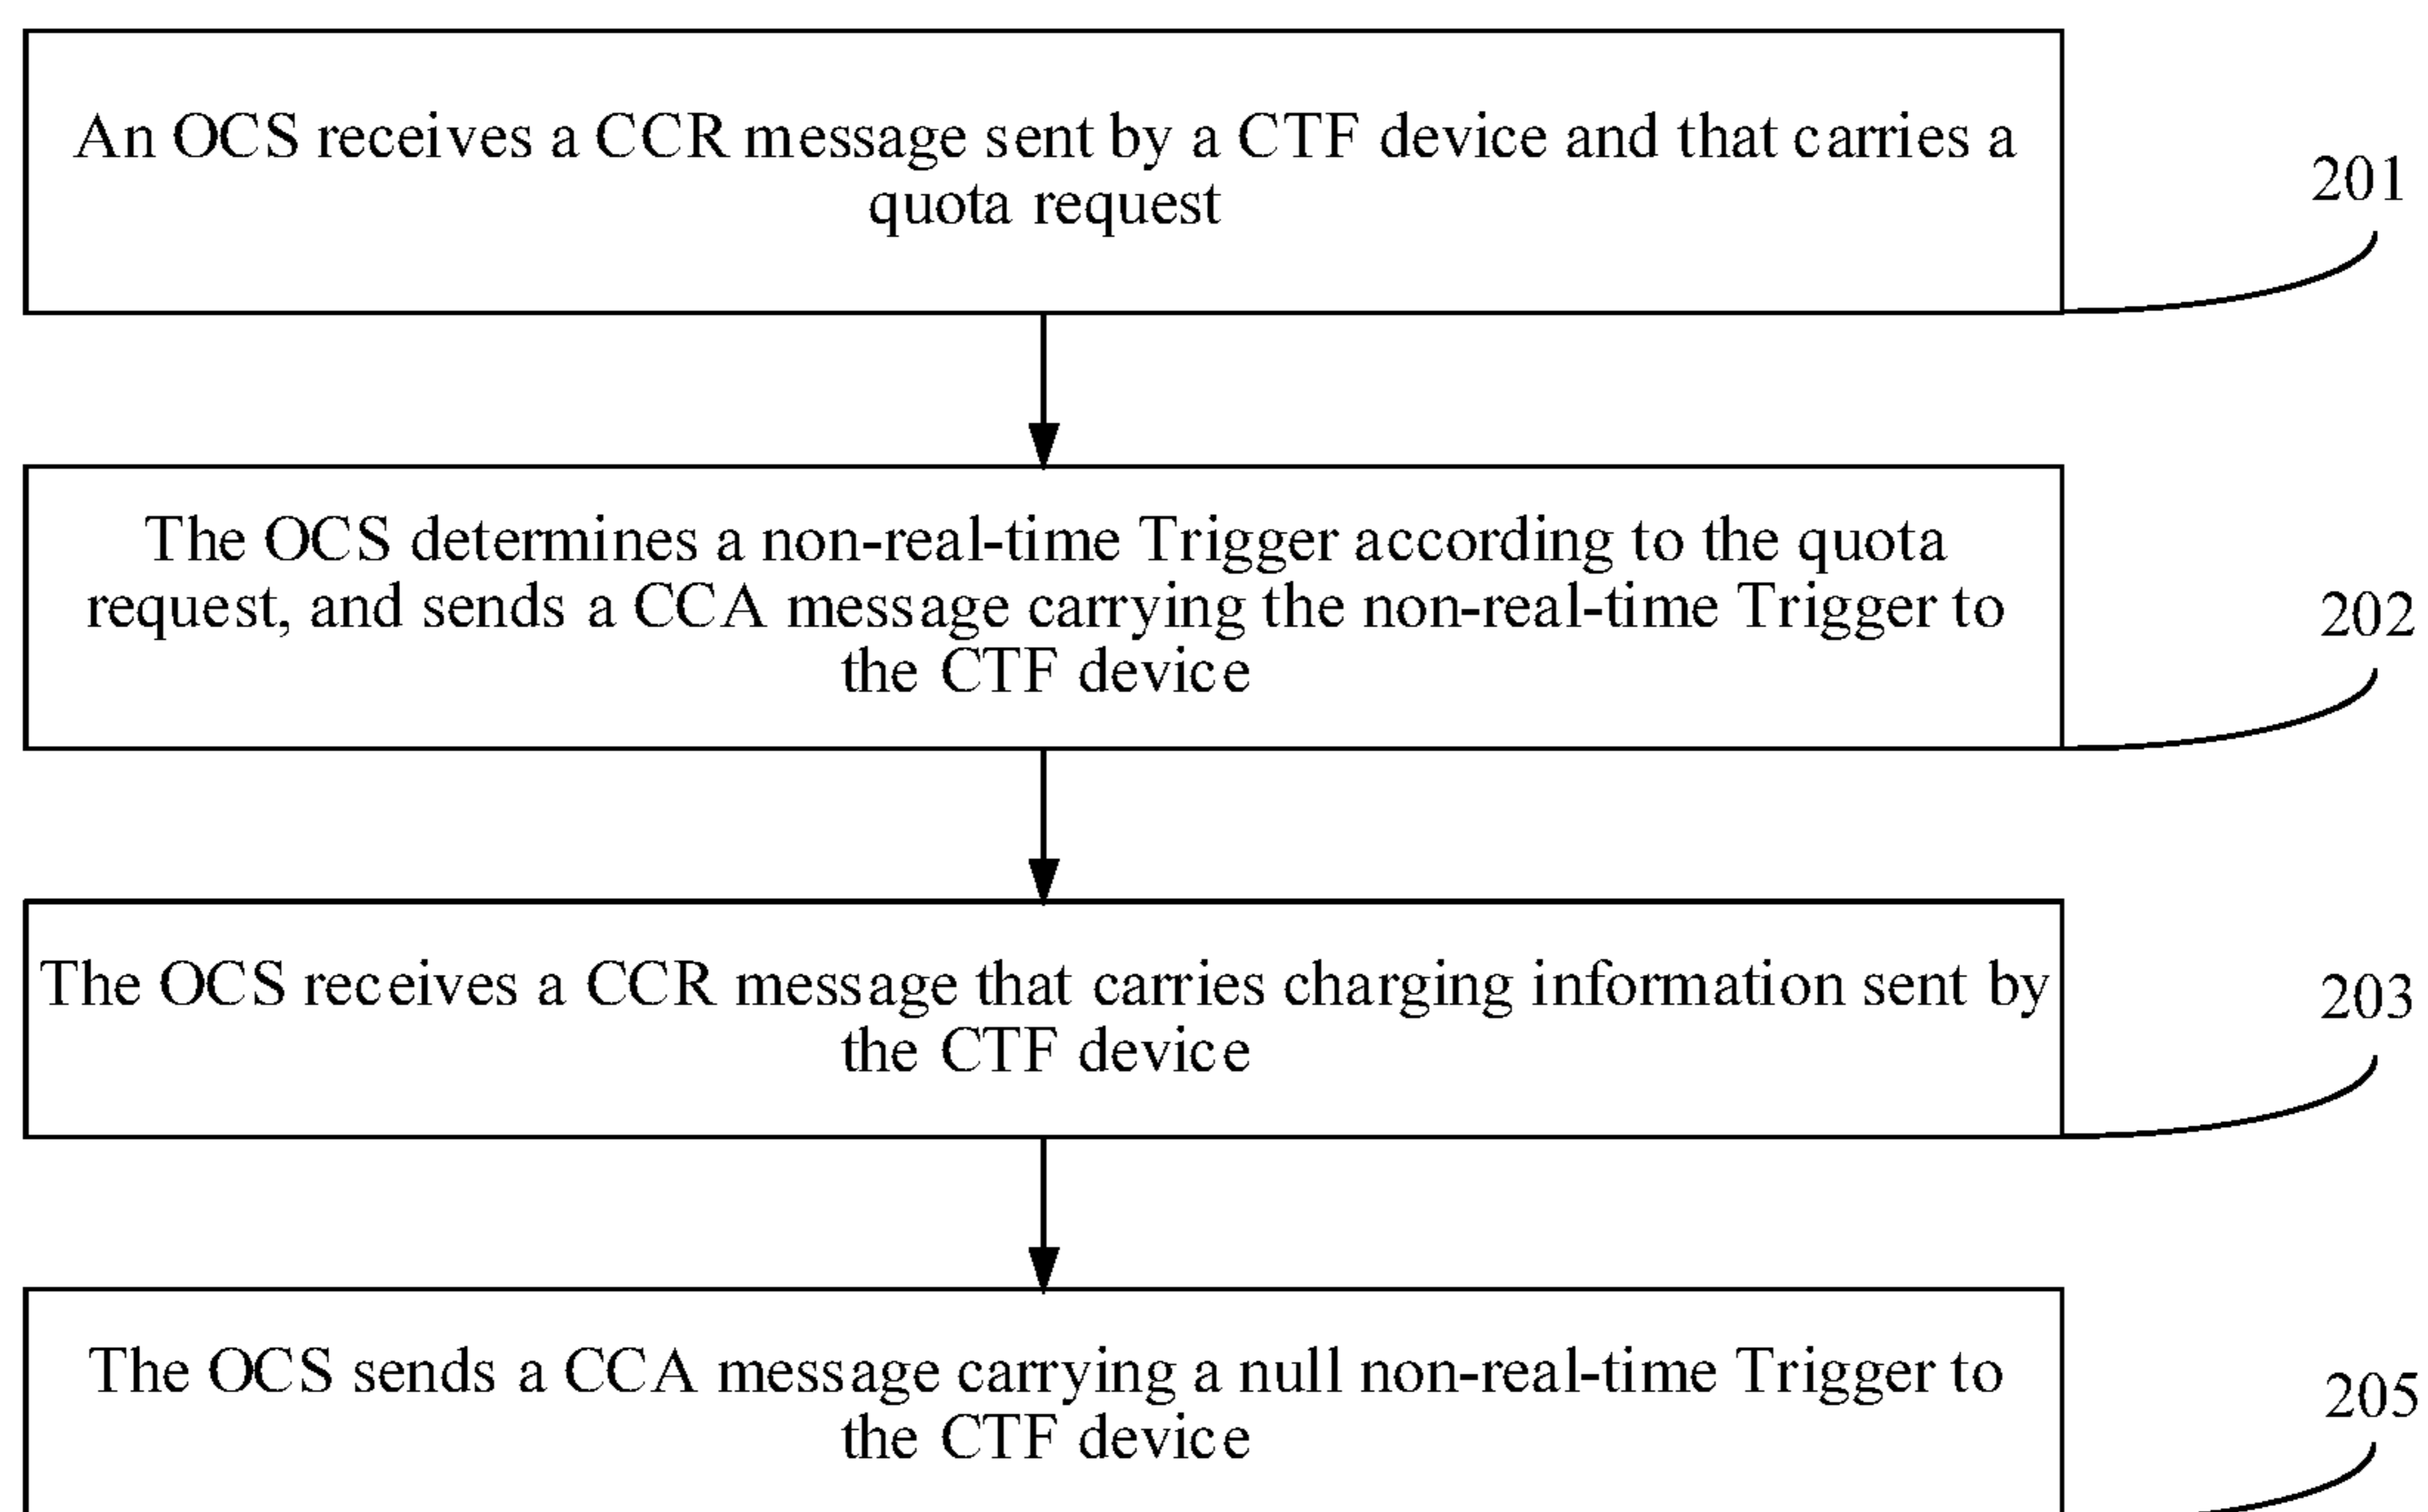 An OCS receives a CCR message sent by a CTF device and that carries a
quota request
201
The OCS determines a non-real-time Trigger according to the quota
request, and sends a CCA message carrying the non-real-time Trigger to
the CTF device
202
The OCS receives a CCR message that carries charging information sent by
the CTF device
203
The OCS sends a CCA message carrying a null non-real-time Trigger to
the CTF device
205